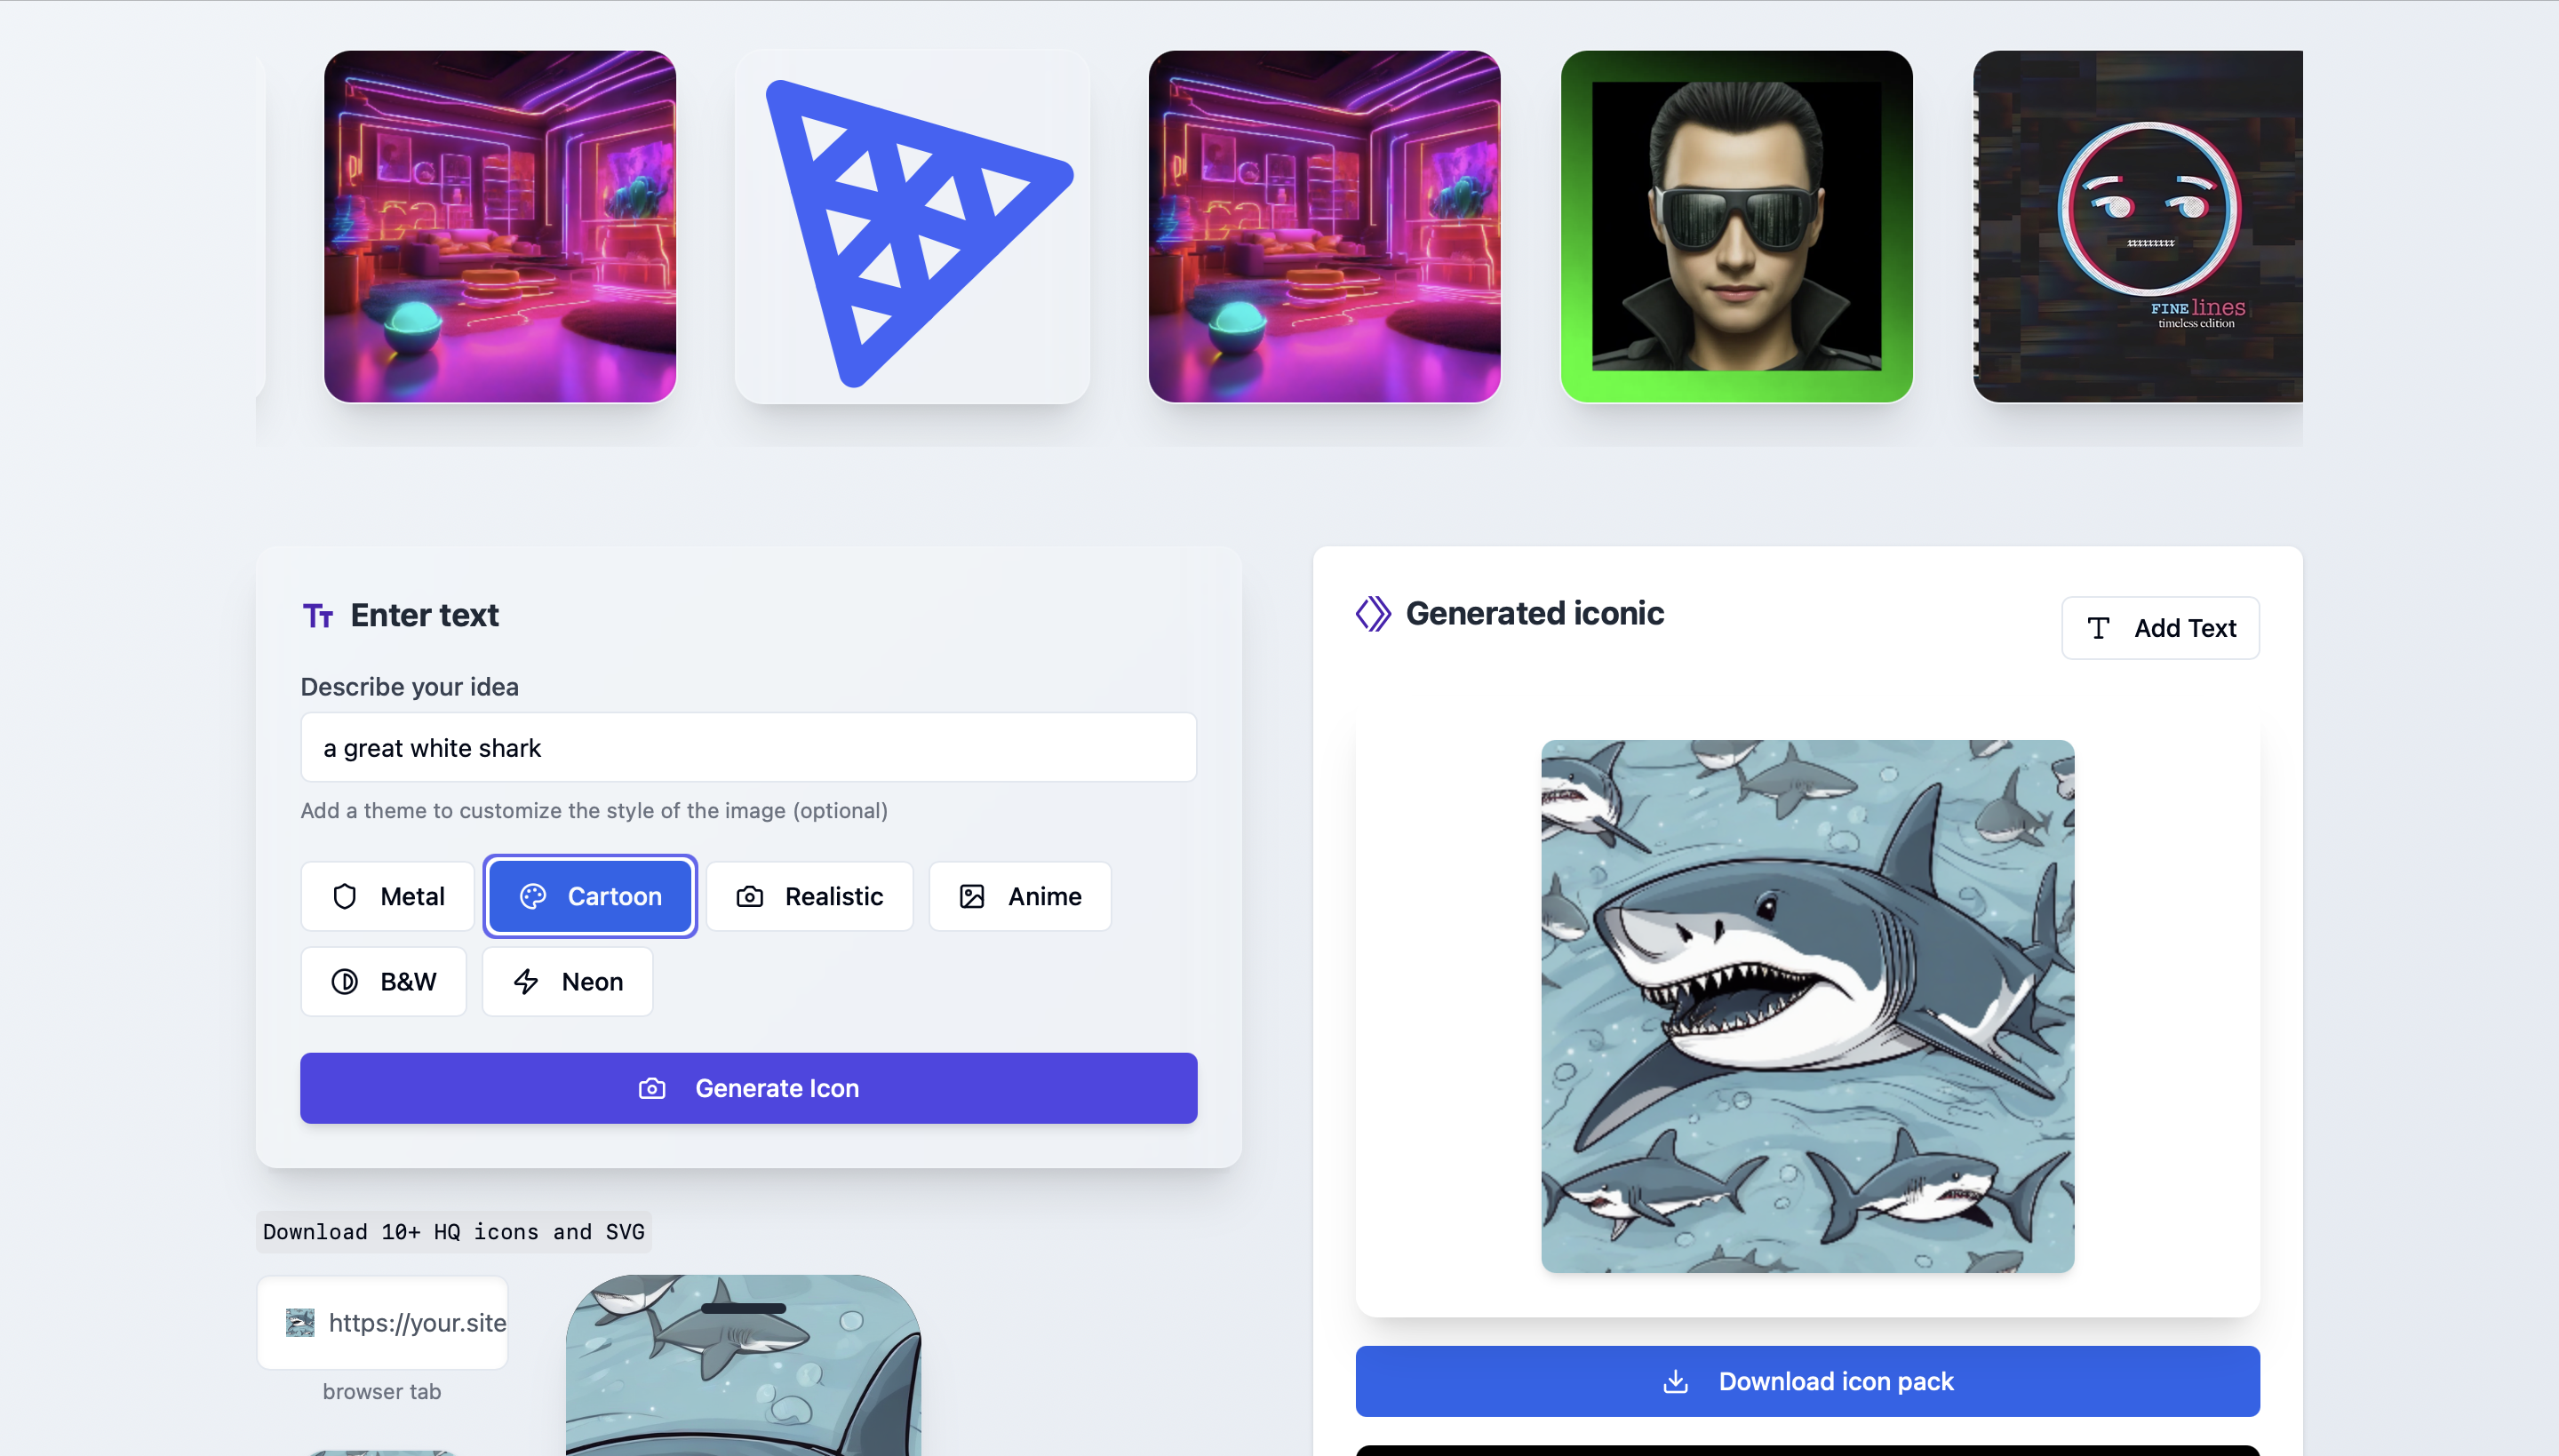 FINE lines
timeless edition
Enter text
Describe your idea
a great white shark
Add a theme to customize the style of the image (optional)
Metal
Cartoon
Realistic
Anime
B&W
Neon
Generate Icon
Download 10+ HQ icons and SVG
https://your.site
browser tab
Generated iconic
Add Text
Download icon pack